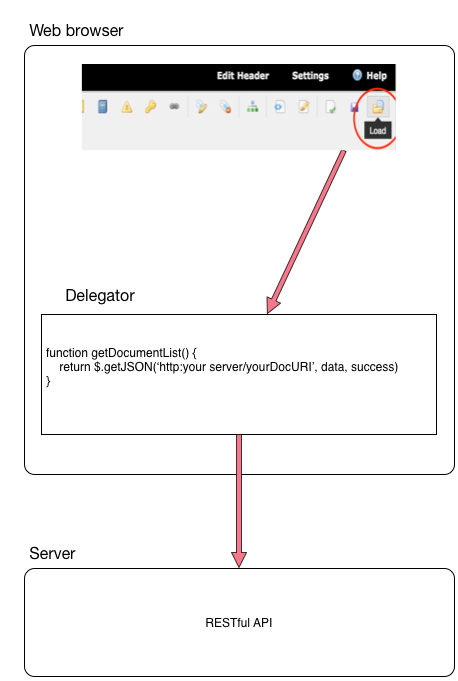 Web browser
Edit Header Settings Help
Load
Delegator
function getDocumentList() {
return $.getJSON(‘http:your server/yourDocURI’, data, success)
}
Server
RESTful API